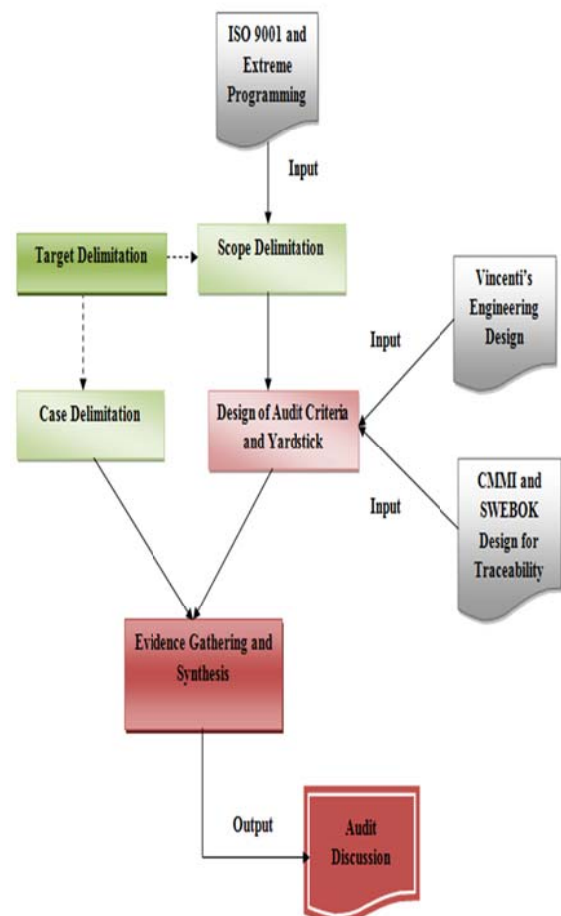 ISO 9001 and
Extreme
Programming
Input
Target Delimitation
Scope Delimitation
Vincenti's
Engineering
Design
Input
Case Delimitation
Design of Audit Criteria
and Yardstick
Input
CMMI and
SWEBOK
Design for
Traceability
Evidence Gathering and
Synthesis
Output
Audit
Discussion